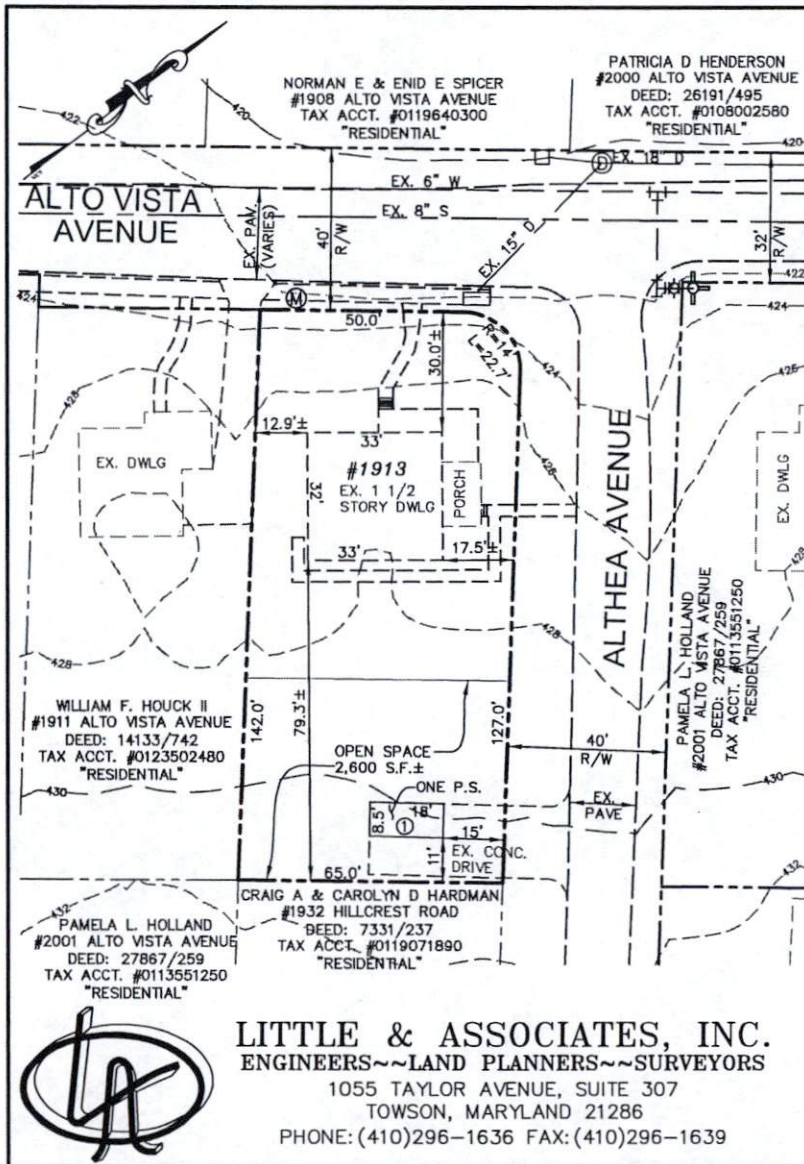 NORMAN E & ENID E SPICER
#1908 ALTO VISTA AVENUE
TAX ACCT. #0119640300
"RESIDENTIAL"
PATRICIA D HENDERSON
#2000 ALTO VISTA AVENUE
DEED: 26191/495
TAX ACCT. #0108002580
"RESIDENTIAL"
422
420
420
EX. 18" D
D
EX. 6" W
EX. 8" S
ALTO VISTA
AVENUE
EX. PAV.
(VARIES)
40'
R/W
32'
R/W
EX. 15" D
M
424
422
424
50.0'
R=14'
L=22.7'
30.0'±
424
426
428
12.9'±
33'
EX. DWLG
#1913
EX. 1 1/2
STORY DWLG
32'
PORCH
426
ALTHEA AVENUE
EX. DWLG
33'
17.5'±
428
428
428
WILLIAM F. HOUCK II
#1911 ALTO VISTA AVENUE
DEED: 14133/742
TAX ACCT. #0123502480
"RESIDENTIAL"
142.0'
79.3'±
127.0'
PAMELA L. HOLLAND
#2001 ALTO VISTA AVENUE
DEED: 27867/259
TAX ACCT. #0113551250
"RESIDENTIAL"
OPEN SPACE
2,600 S.F.±
40'
R/W
430
430
ONE P.S.
8.5'
18'
1
15'
11'
EX. CONC.
DRIVE
EX.
PAVE
65.0'
432
432
CRAIG A & CAROLYN D HARDMAN
#1932 HILLCREST ROAD
DEED: 7331/237
TAX ACCT. #0119071890
"RESIDENTIAL"
PAMELA L. HOLLAND
#2001 ALTO VISTA AVENUE
DEED: 27867/259
TAX ACCT. #0113551250
"RESIDENTIAL"
LITTLE & ASSOCIATES, INC.
ENGINEERS~~LAND PLANNERS~~SURVEYORS
1055 TAYLOR AVENUE, SUITE 307
TOWSON, MARYLAND 21286
PHONE: (410)296-1636 FAX: (410)296-1639